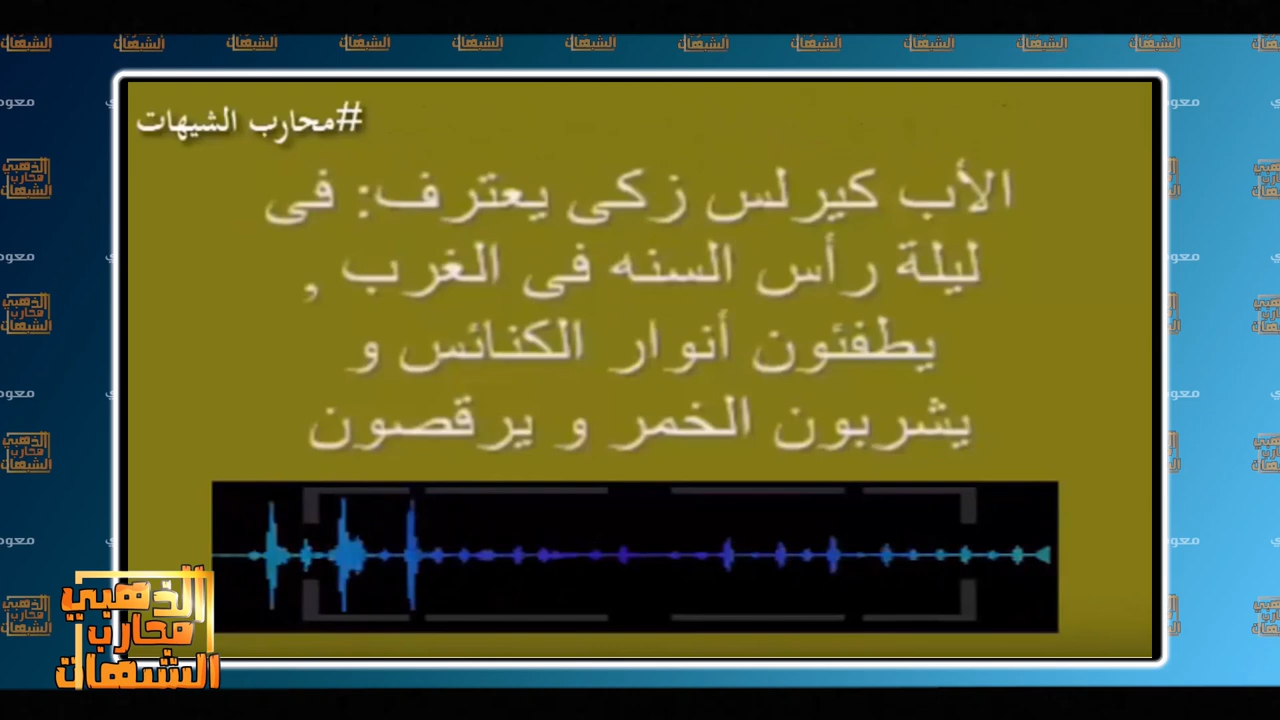 #محارب الشيهات
الأب كيرلس زكى يعترف: فى
ليلة رأس السنه فى الغرب ,
يطفئون أنوار الكنائس و
يشربون الخمر و يرقصون
الذهبي
محارب
الشبهات